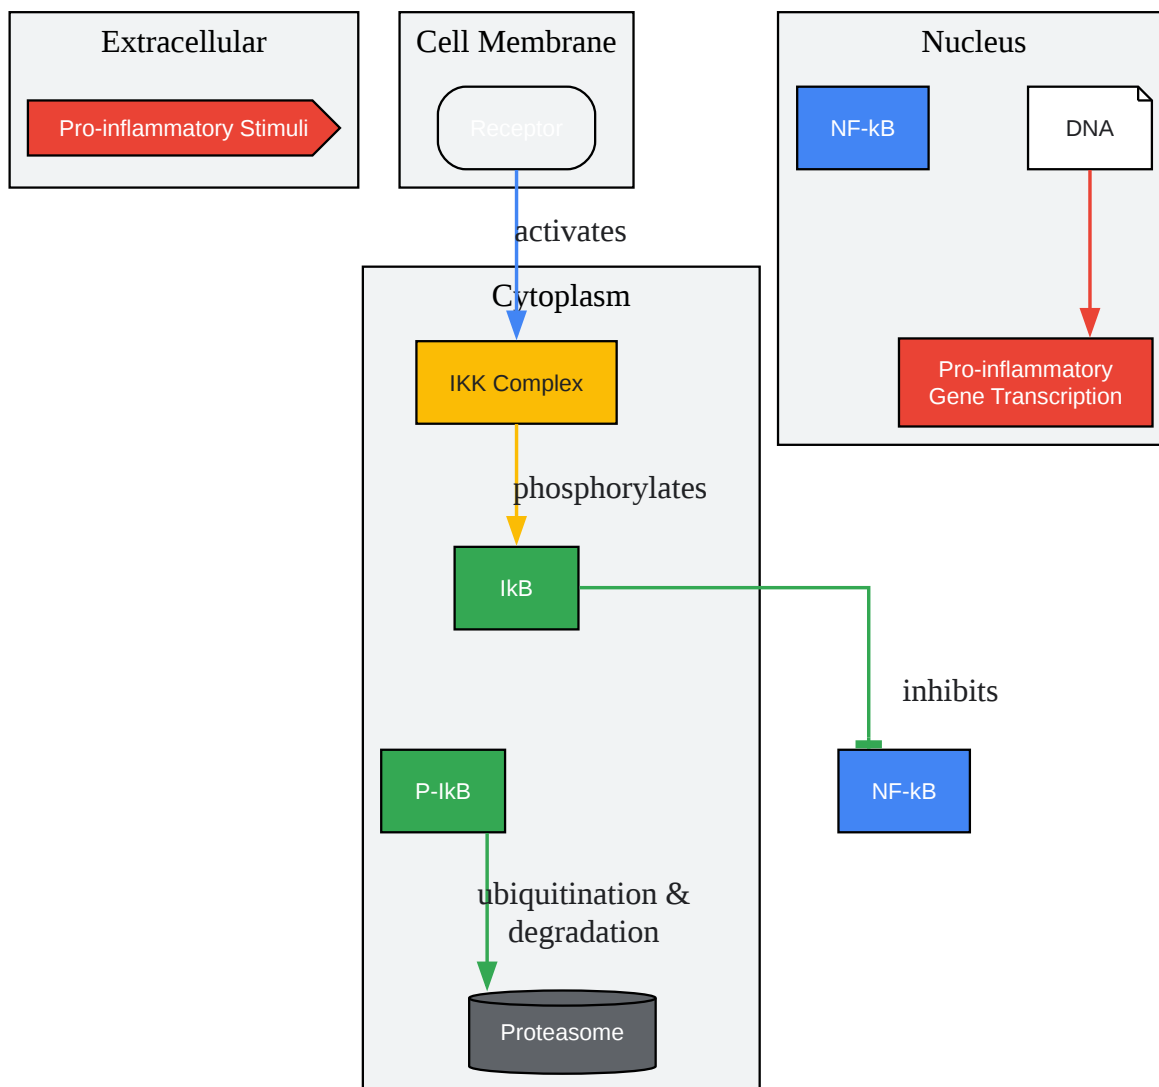 Extracellular
Pro-inflammatory Stimuli
Cell Membrane
Receptor
activates
Nucleus
NF-kB
DNA
Pro-inflammatory
Gene Transcription
Cytoplasm
IKK Complex
phosphorylates
IkB
inhibits
P-IkB
NF-kB
ubiquitination &
degradation
Proteasome